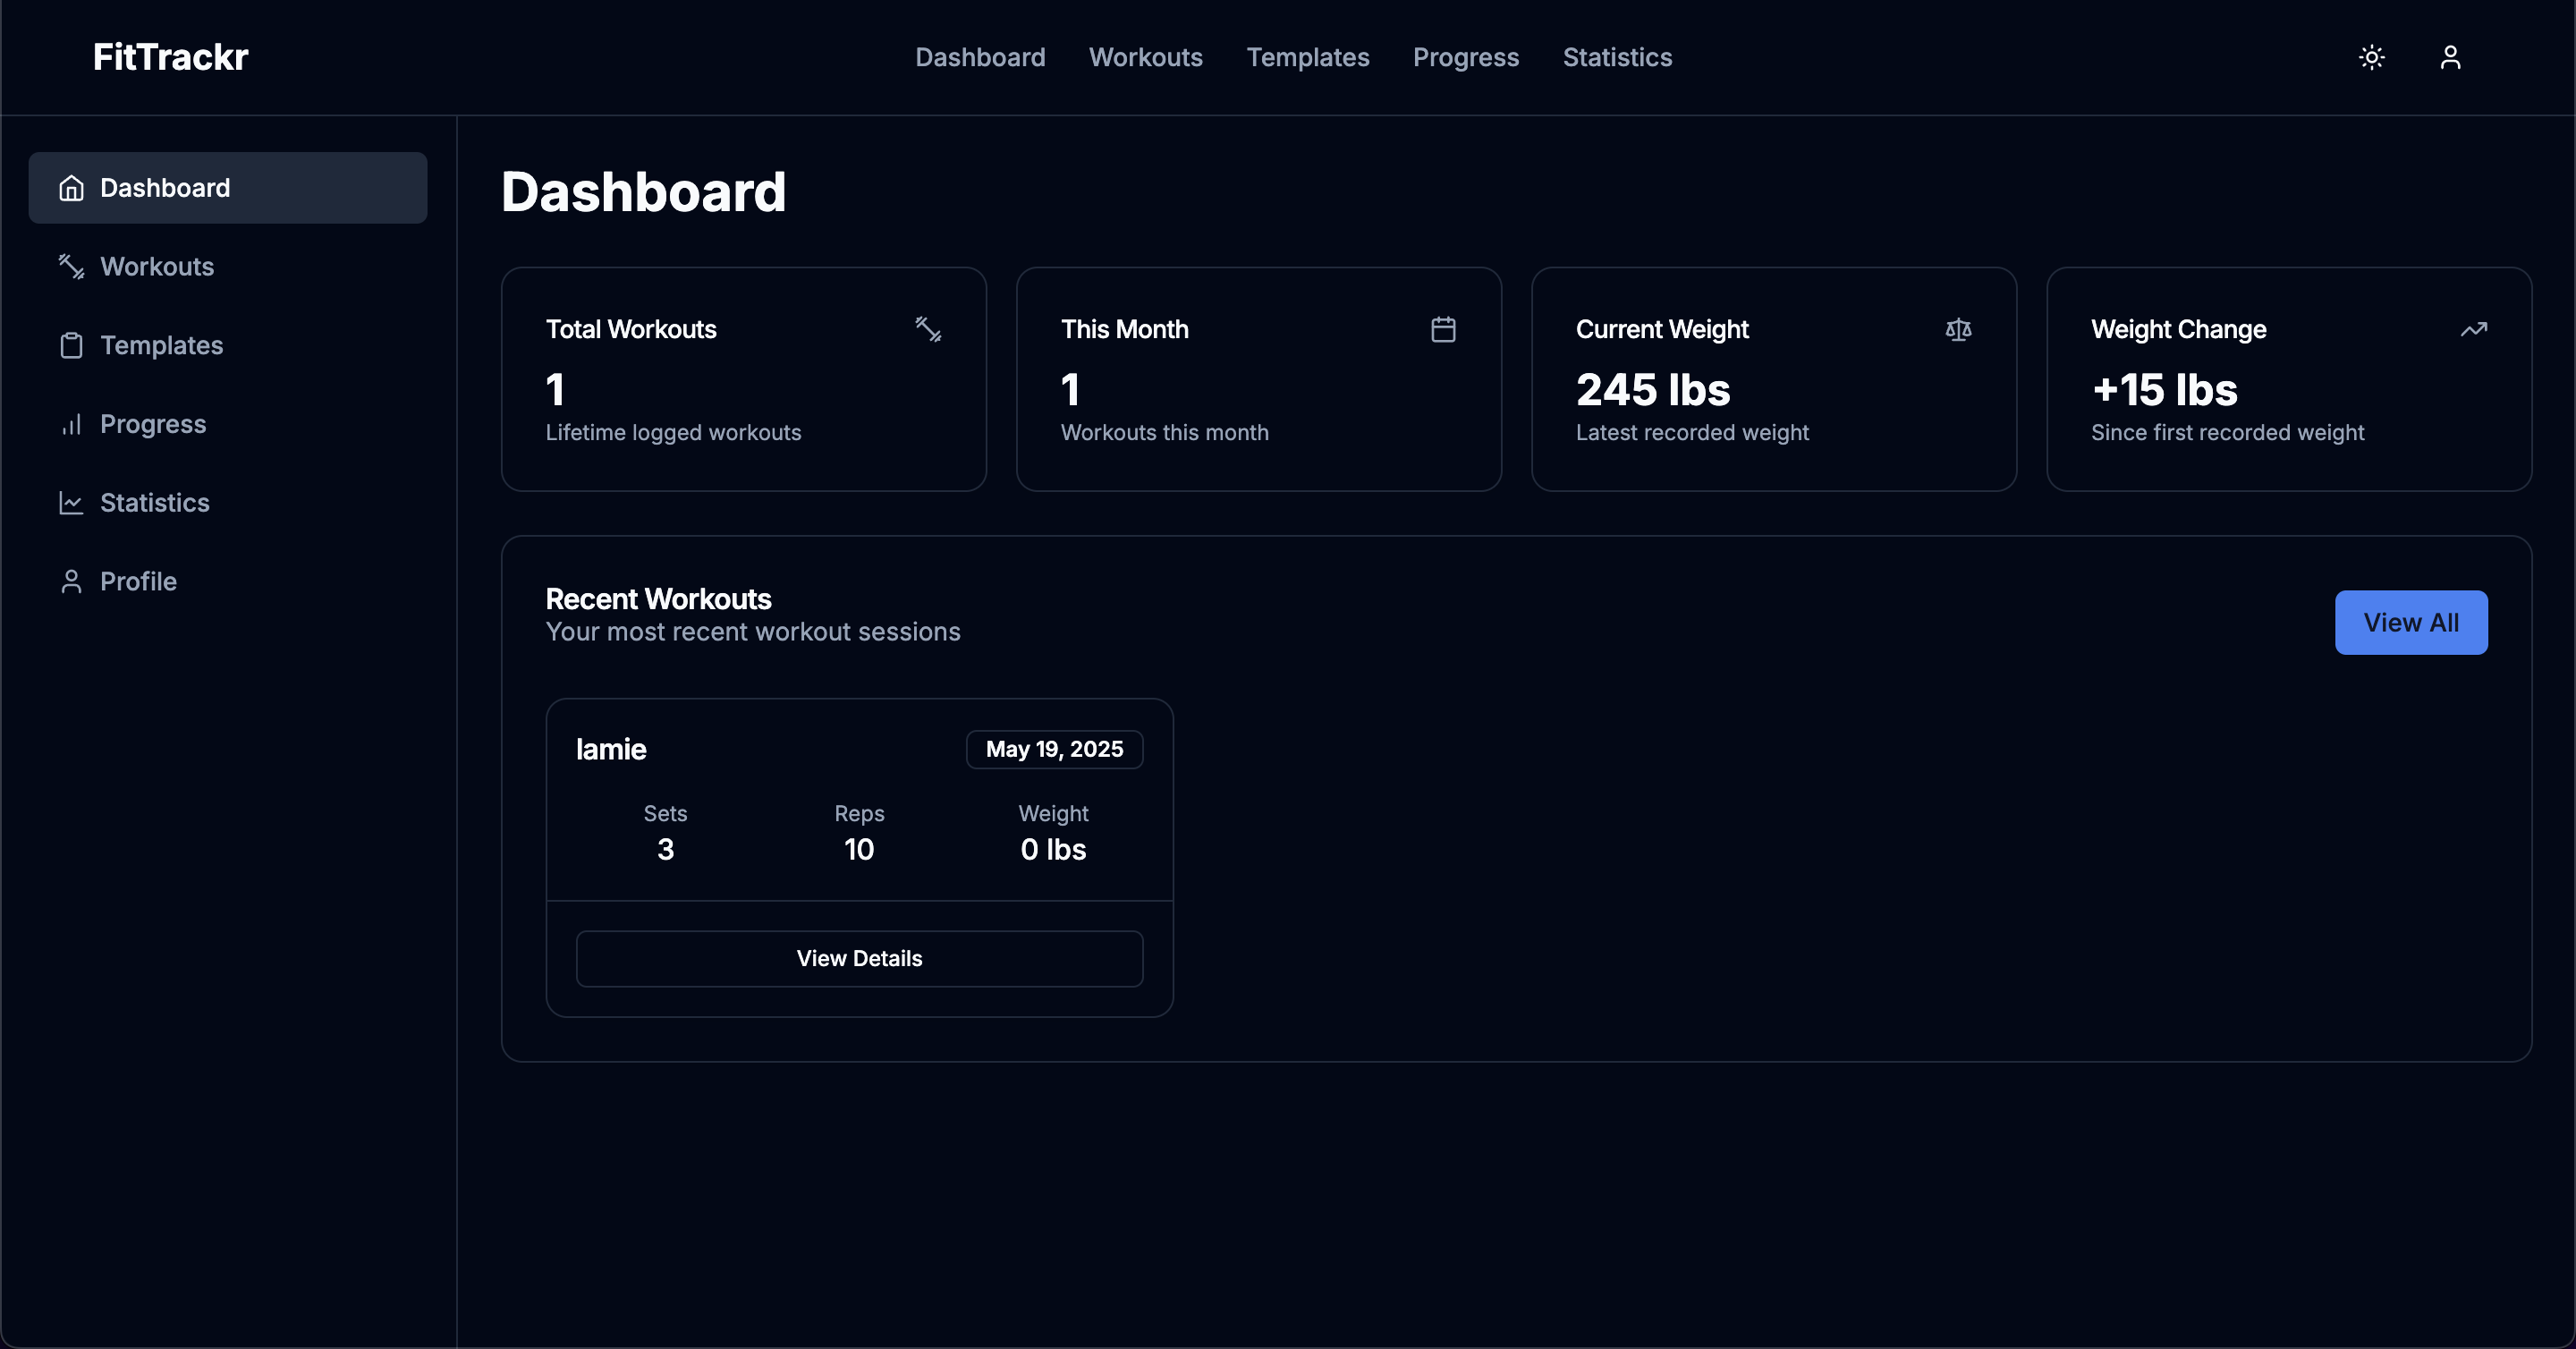 FitTrackr
Dashboard Workouts Templates Progress Statistics
Dashboard
Workouts
Templates
Progress
Statistics
Profile
Dashboard
Total Workouts
1
Lifetime logged workouts
This Month
1
Workouts this month
Current Weight
245 lbs
Latest recorded weight
Weight Change
+15 lbs
Since first recorded weight
Recent Workouts
Your most recent workout sessions
View All
lamie
May 19, 2025
Sets Reps Weight
3 10 0 lbs
View Details